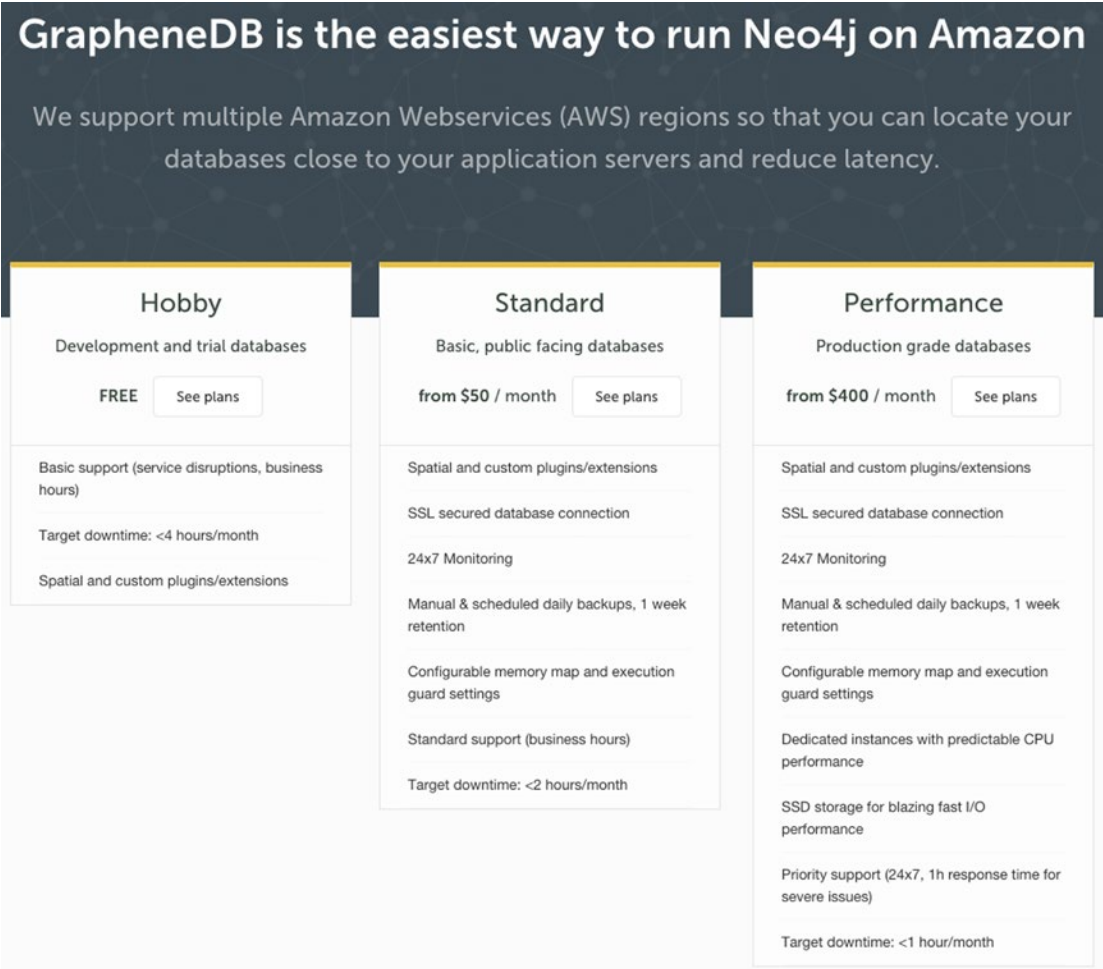 GrapheneDB is the easiest way to run Neo4j on Amazon
We support multiple Amazon Webservices (AWS) regions so that you can locate your
databases close to your application servers and reduce latency.
Hobby
Development and trial databases
FREE See plans
Basic support (service disruptions, business
hours)
Target downtime: <4 hours/month
Spatial and custom plugins/extensions
Standard
Basic, public facing databases
from $50 / month See plans
Spatial and custom plugins/extensions
SSL secured database connection
24x7 Monitoring
Manual & scheduled daily backups, 1 week
retention
Configurable memory map and execution
guard settings
Standard support (business hours)
Target downtime: <2 hours/month
Performance
Production grade databases
from $400 / month See plans
Spatial and custom plugins/extensions
SSL secured database connection
24x7 Monitoring
Manual & scheduled daily backups, 1 week
retention
Configurable memory map and execution
guard settings
Dedicated instances with predictable CPU
performance
SSD storage for blazing fast I/O
performance
Priority support (24x7, 1h response time for
severe issues)
Target downtime: <1 hour/month